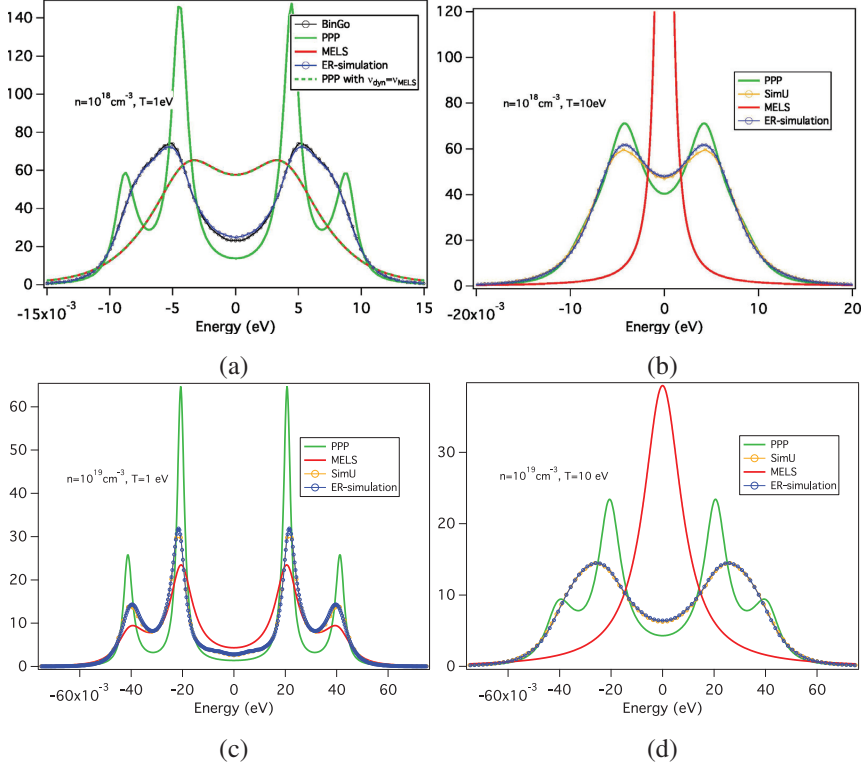 140
120
100
80
60
40
20
0
n=10¹⁸cm⁻³, T=1eV
BinGo
PPP
MELS
ER-simulation
PPP with ν_dyn=ν_MELS
-15x10⁻³
-10
-5
0
5
10
15
Energy (eV)
(a)
120
100
80
60
40
20
0
n=10¹⁸cm⁻³, T=10eV
PPP
SimU
MELS
ER-simulation
-20x10⁻³
-10
0
10
20
Energy (eV)
(b)
60
50
40
30
20
10
0
n=10¹⁹cm⁻³, T=1 eV
PPP
MELS
SimU
ER-simulation
-60x10⁻³
-40
-20
0
20
40
60
Energy (eV)
(c)
30
20
10
0
n=10¹⁹cm⁻³, T=10 eV
PPP
SimU
MELS
ER-simulation
-60x10⁻³
-40
-20
0
20
40
60
Energy (eV)
(d)